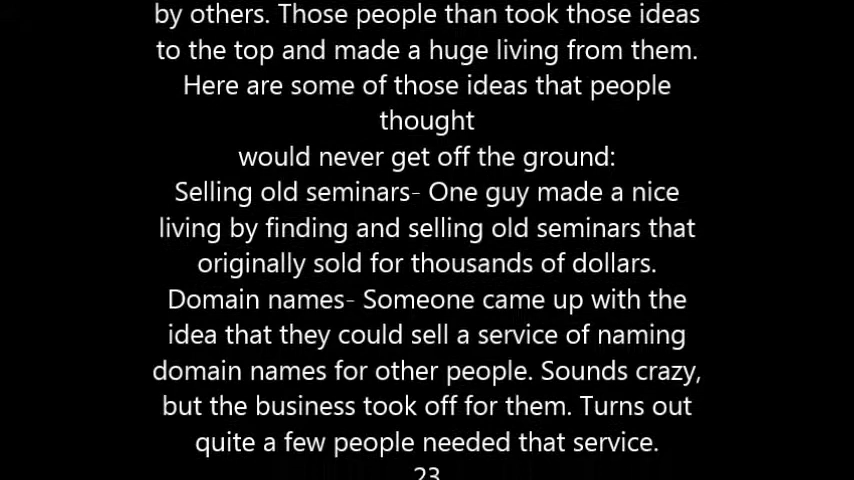 by others. Those people than took those ideas
to the top and made a huge living from them.
Here are some of those ideas that people
thought
would never get off the ground:
Selling old seminars- One guy made a nice
living by finding and selling old seminars that
originally sold for thousands of dollars.
Domain names- Someone came up with the
idea that they could sell a service of naming
domain names for other people. Sounds crazy,
but the business took off for them. Turns out
quite a few people needed that service.
23